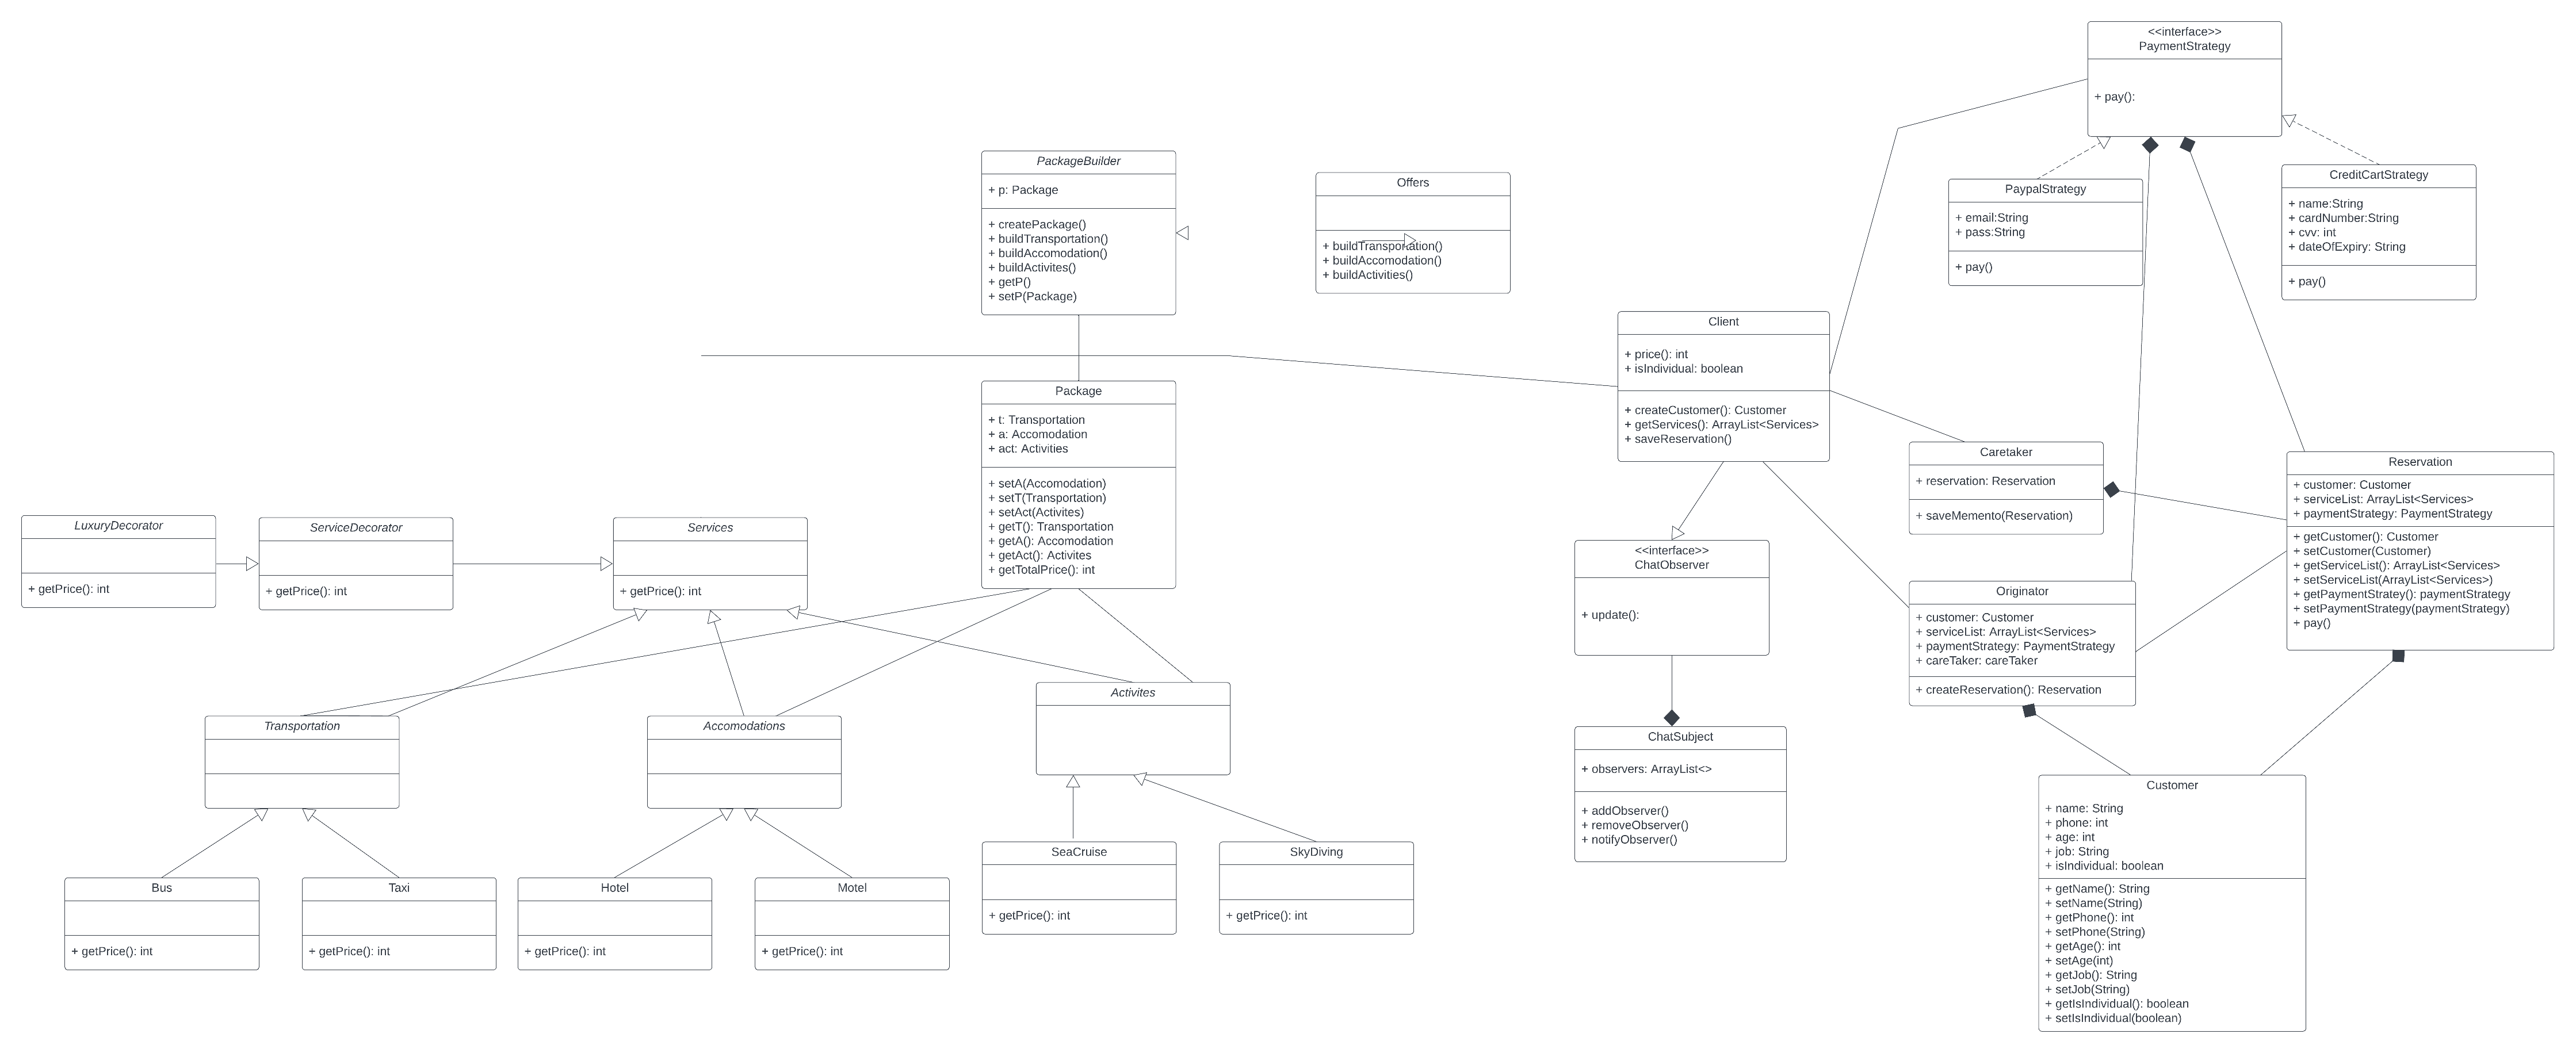 <<interface>>
PaymentStrategy
+ pay():
PackageBuilder
+ p: Package
+ createPackage()
+ buildTransportation()
+ buildAccomodation()
+ buildActivites()
+ getP()
+ setP(Package)
Offers
+ buildTransportation()
+ buildAccomodation()
+ buildActivities()
PaypalStrategy
+ email:String
+ pass:String
+ pay()
CreditCartStrategy
+ name:String
+ cardNumber:String
+ cvv: int
+ dateOfExpiry: String
+ pay()
Client
+ price(): int
+ isIndividual: boolean
+ createCustomer(): Customer
+ getServices(): ArrayList<Services>
+ saveReservation()
Package
+ t: Transportation
+ a: Accomodation
+ act: Activities
+ setA(Accomodation)
+ setT(Transportation)
+ setAct(Activites)
+ getT(): Transportation
+ getA(): Accomodation
+ getAct(): Activites
+ getTotalPrice(): int
Caretaker
+ reservation: Reservation
+ saveMemento(Reservation)
Reservation
+ customer: Customer
+ serviceList: ArrayList<Services>
+ paymentStrategy: PaymentStrategy
+ getCustomer(): Customer
+ setCustomer(Customer)
+ getServiceList(): ArrayList<Services>
+ setServiceList(ArrayList<Services>)
+ getPaymentStratey(): paymentStrategy
+ setPaymentStrategy(paymentStrategy)
+ pay()
LuxuryDecorator
+ getPrice(): int
ServiceDecorator
+ getPrice(): int
Services
+ getPrice(): int
<<interface>>
ChatObserver
+ update():
Originator
+ customer: Customer
+ serviceList: ArrayList<Services>
+ paymentStrategy: PaymentStrategy
+ careTaker: careTaker
+ createReservation(): Reservation
Transportation
Accomodations
Activites
ChatSubject
+ observers: ArrayList<>
+ addObserver()
+ removeObserver()
+ notifyObserver()
Customer
+ name: String
+ phone: int
+ age: int
+ job: String
+ isIndividual: boolean
+ getName(): String
+ setName(String)
+ getPhone(): int
+ setPhone(String)
+ getAge(): int
+ setAge(int)
+ getJob(): String
+ setJob(String)
+ getIsIndividual(): boolean
+ setIsIndividual(boolean)
Bus
+ getPrice(): int
Taxi
+ getPrice(): int
Hotel
+ getPrice(): int
Motel
+ getPrice(): int
SeaCruise
+ getPrice(): int
SkyDiving
+ getPrice(): int